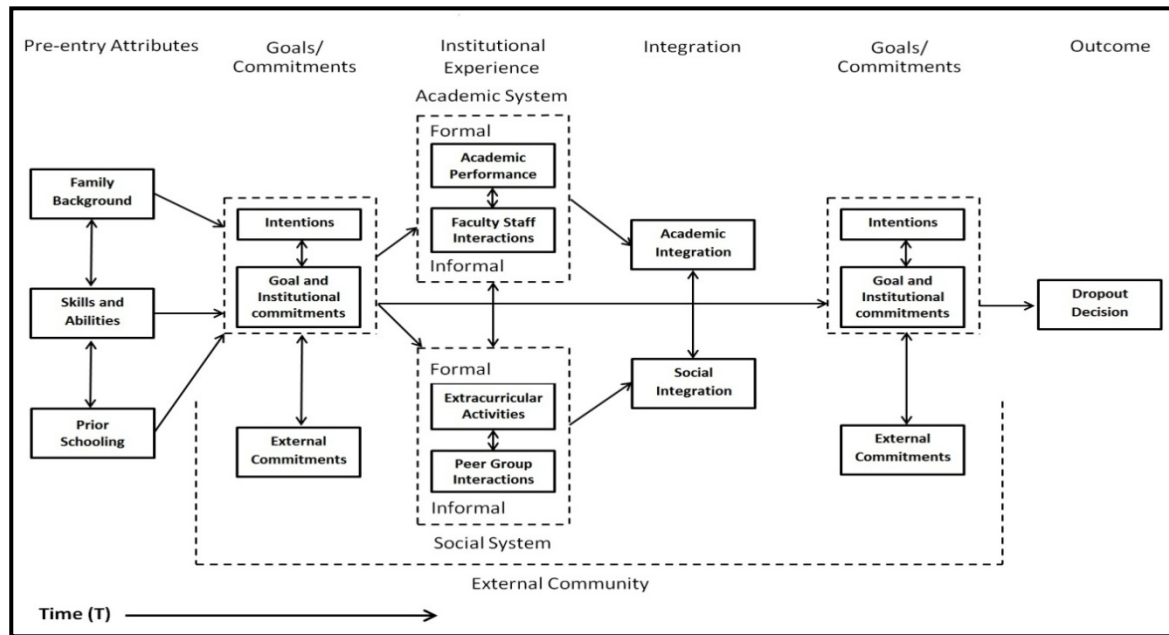 Pre-entry Attributes
Goals/
Commitments
Institutional
Experience
Integration
Goals/
Commitments
Outcome
Academic System
Formal
Academic
Performance
Faculty Staff
Interactions
Informal
Family
Background
Skills and
Abilities
Prior
Schooling
Intentions
Goal and
Institutional
commitments
External
Commitments
Formal
Extracurricular
Activities
Peer Group
Interactions
Informal
Social System
Academic
Integration
Social
Integration
Intentions
Goal and
Institutional
commitments
External
Commitments
Dropout
Decision
External Community
Time (T)